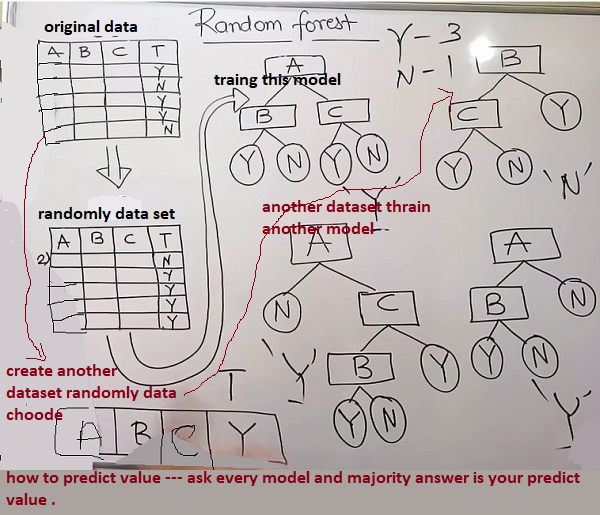 original data
Random forest
A B C T
Y
N
Y
Y
N
traing this model
A
B C
Y N Y N
'Y'
Y-3
N-1
B
C Y
Y N
'N'
randomly data set
2)
A B C T
N
Y
Y
Y
Y
another dataset thrain
another model--
A
N C
B Y
Y N
'Y'
A
B N
Y N
'Y'
create another
dataset randomly data
choode
T
A B C Y
how to predict value --- ask every model and majority answer is your predict
value .